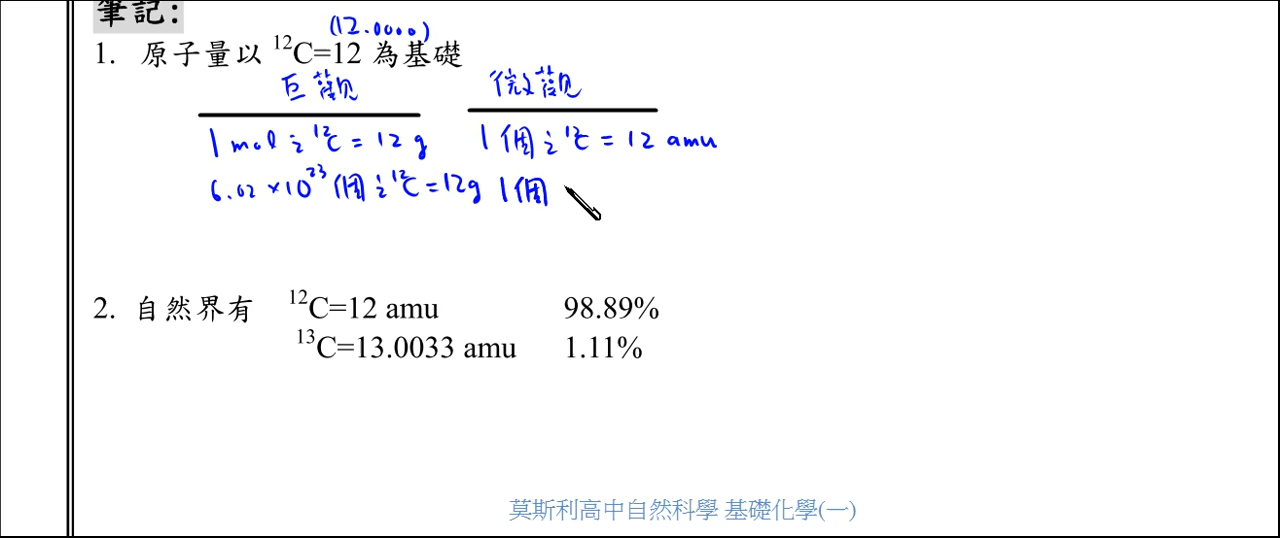 筆記:
(12.0000)
1. 原子量以 ¹²C=12 為基礎
巨觀 微觀
1 mol 之 ¹²C = 12 g 1個之 ¹²C = 12 amu
6.02 ×10²³ 個之 ¹²C = 12g 1個
2. 自然界有 ¹²C=12 amu 98.89%
¹³C=13.0033 amu 1.11%
莫斯利高中自然科學 基礎化學(一)